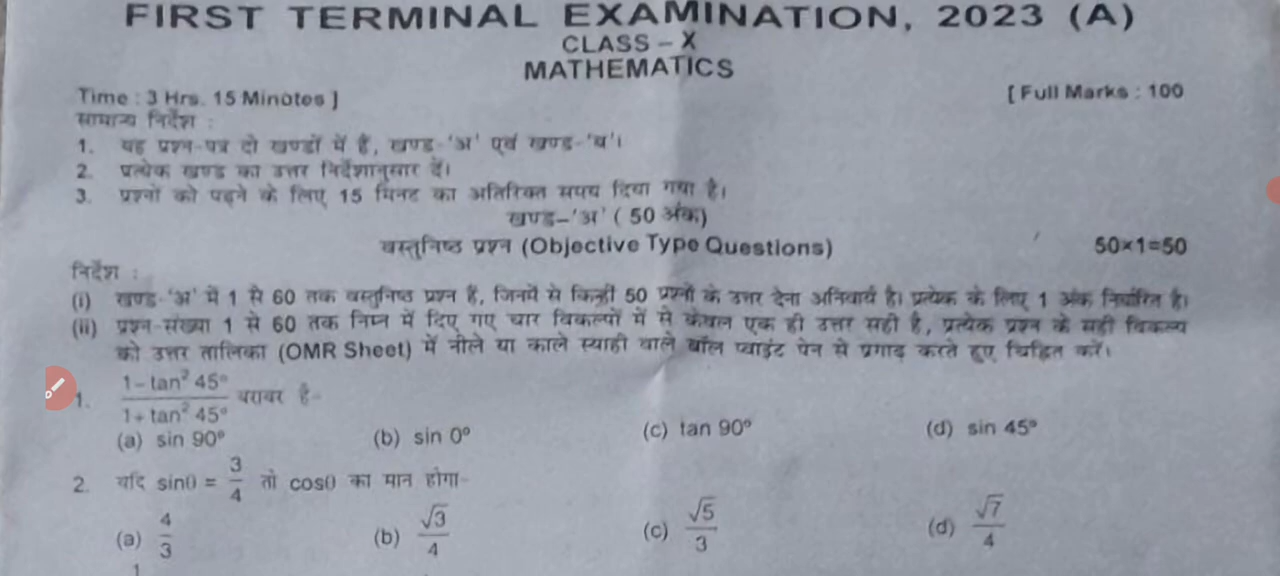 FIRST TERMINAL EXAMINATION, 2023 (A)
CLASS – X
MATHEMATICS
Time : 3 Hrs. 15 Minutes ]
[ Full Marks : 100
सामान्य निर्देश :
1. यह प्रश्न-पत्र दो खण्डों में है, खण्ड-'अ' एवं खण्ड-'ब'।
2. प्रत्येक खण्ड का उत्तर निर्देशानुसार दें।
3. प्रश्नों को पढ़ने के लिए 15 मिनट का अतिरिक्त समय दिया गया है।
खण्ड–'अ' ( 50 अंक)
वस्तुनिष्ठ प्रश्न (Objective Type Questions)
50×1=50
निर्देश :
(i) खण्ड-'अ' में 1 से 60 तक वस्तुनिष्ठ प्रश्न हैं, जिनमें से किन्हीं 50 प्रश्नों के उत्तर देना अनिवार्य है। प्रत्येक के लिए 1 अंक निर्धारित है।
(ii) प्रश्न-संख्या 1 से 60 तक निम्न में दिए गए चार विकल्पों में से केवल एक ही उत्तर सही है, प्रत्येक प्रश्न के सही विकल्प
को उत्तर तालिका (OMR Sheet) में नीले या काले स्याही वाले बॉल प्वाइंट पेन से प्रगाढ़ करते हुए चिह्नित करें।
1. (1– tan² 45°)/(1+ tan² 45°) बराबर है-
(a) sin 90° (b) sin 0° (c) tan 90° (d) sin 45°
2. यदि sinθ = 3/4 तो cosθ का मान होगा-
(a) 4/3 (b) √3/4 (c) √5/3 (d) √7/4